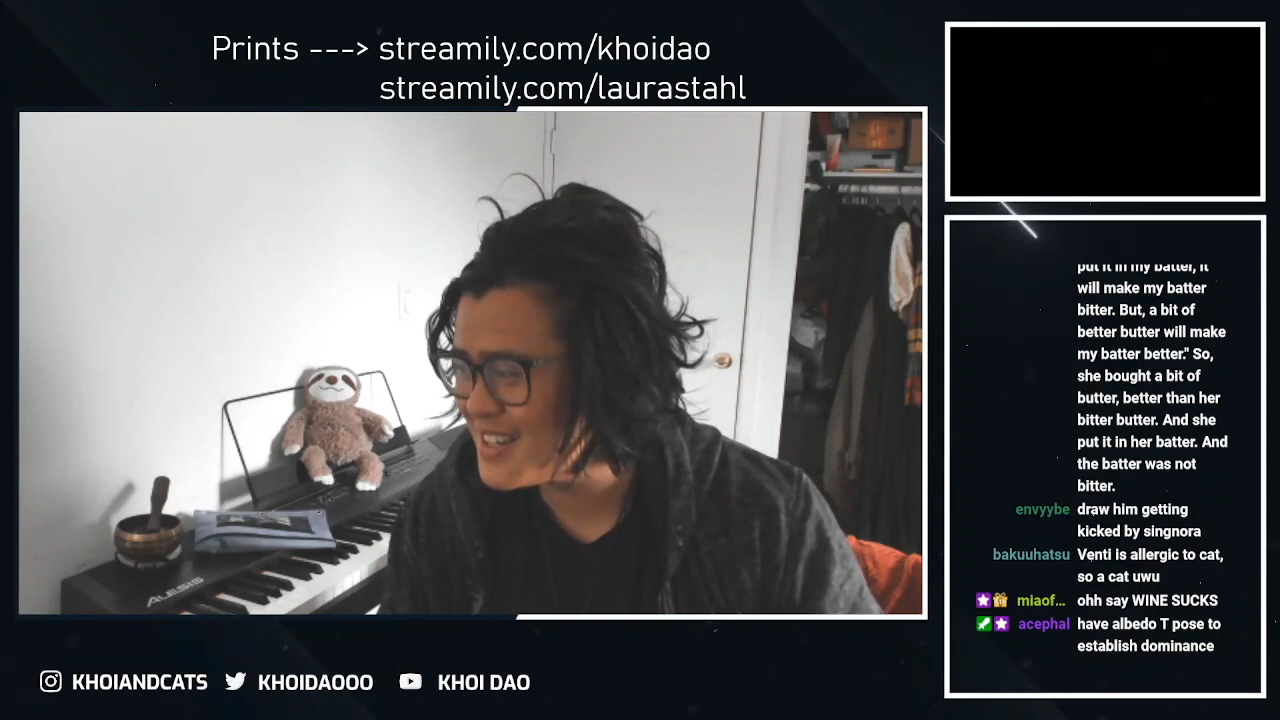 Prints ---> streamily.com/khoidao
streamily.com/laurastahl
put it in my batter, it
will make my batter
bitter. But, a bit of
better butter will make
my batter better." So,
she bought a bit of
butter, better than her
bitter butter. And she
put it in her batter. And
the batter was not
bitter.
envyybe draw him getting
kicked by singnora
bakuuhatsu Venti is allergic to cat,
so a cat uwu
miaof... ohh say WINE SUCKS
acephal have albedo T pose to
establish dominance
ALESIS
KHOIANDCATS KHOIDAOOO KHOI DAO